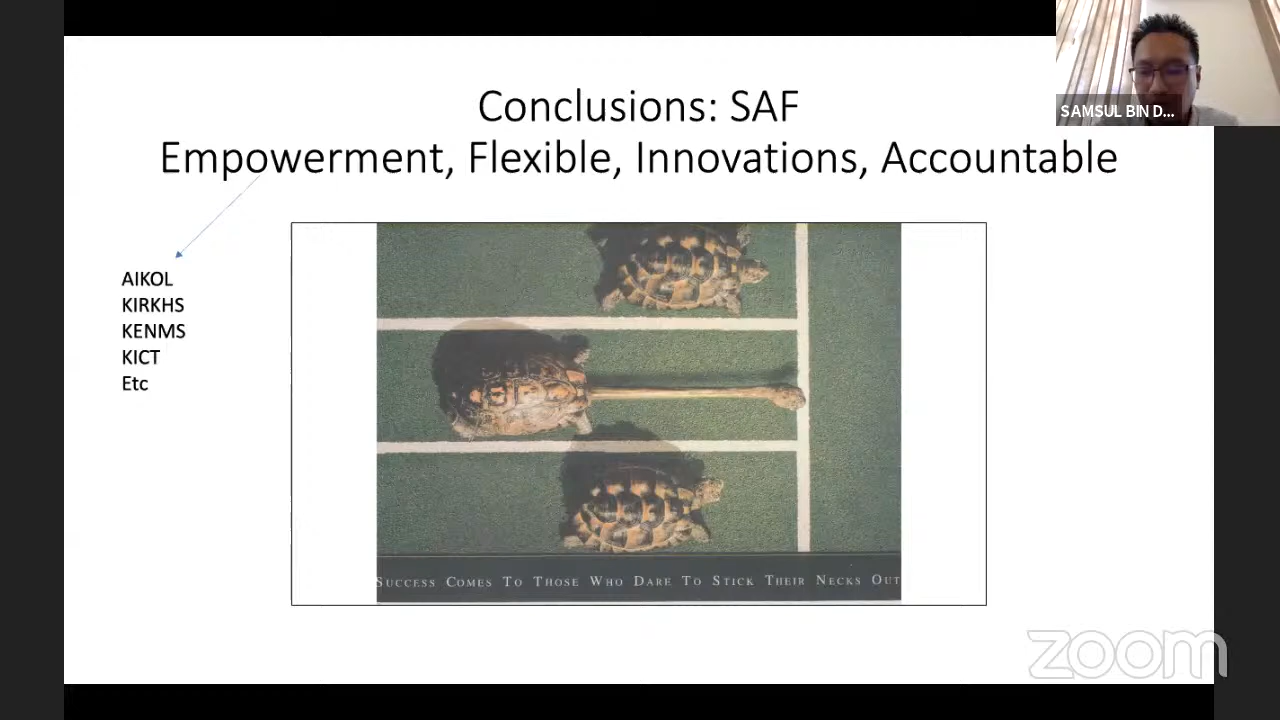 Conclusions: SAF
Empowerment, Flexible, Innovations, Accountable
SAMSUL BIN D...
AIKOL
KIRKHS
KENMS
KICT
Etc
SUCCESS COMES TO THOSE WHO DARE TO STICK THEIR NECKS OUT
zoom